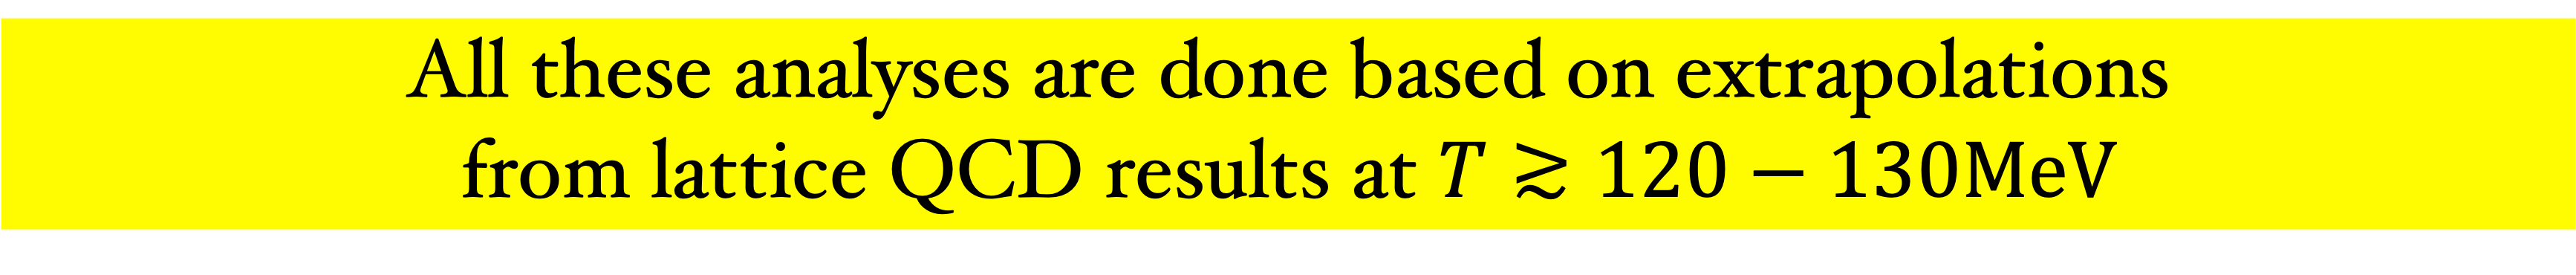 All these analyses are done based on extrapolations
from lattice QCD results at 𝑇 ≳ 120 − 130MeV